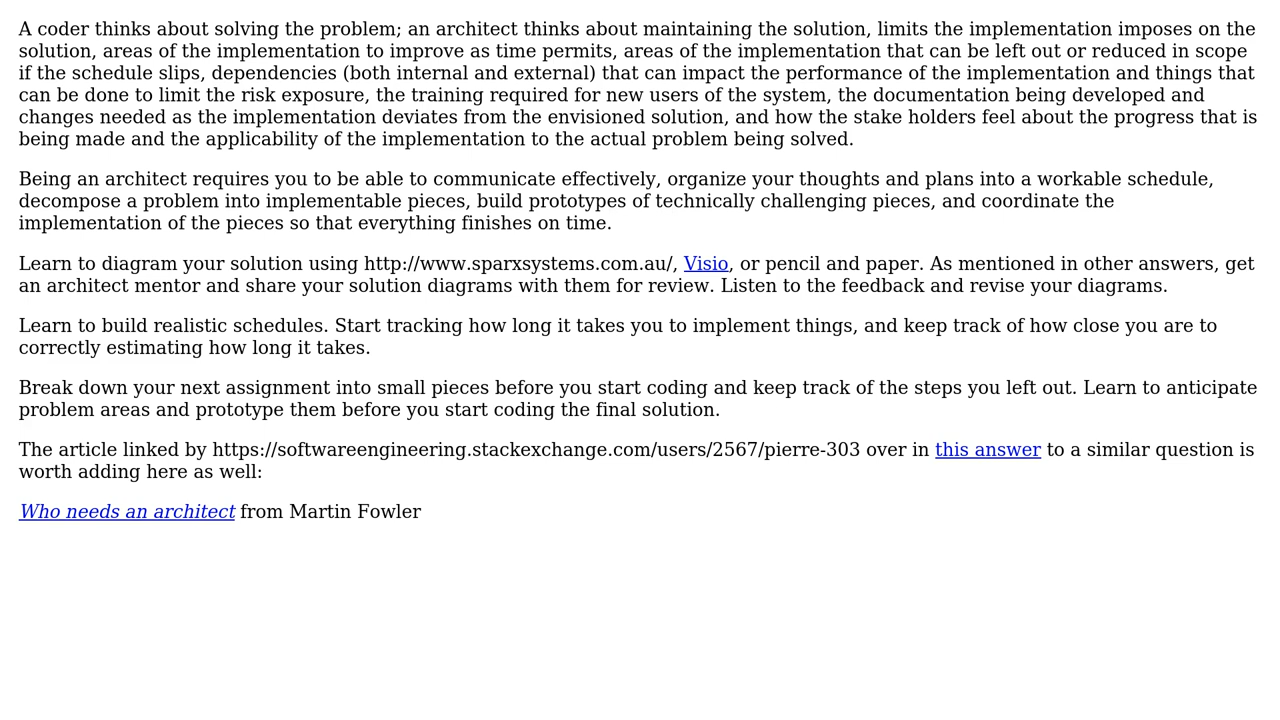 A coder thinks about solving the problem; an architect thinks about maintaining the solution, limits the implementation imposes on the
solution, areas of the implementation to improve as time permits, areas of the implementation that can be left out or reduced in scope
if the schedule slips, dependencies (both internal and external) that can impact the performance of the implementation and things that
can be done to limit the risk exposure, the training required for new users of the system, the documentation being developed and
changes needed as the implementation deviates from the envisioned solution, and how the stake holders feel about the progress that is
being made and the applicability of the implementation to the actual problem being solved.
Being an architect requires you to be able to communicate effectively, organize your thoughts and plans into a workable schedule,
decompose a problem into implementable pieces, build prototypes of technically challenging pieces, and coordinate the
implementation of the pieces so that everything finishes on time.
Learn to diagram your solution using http://www.sparxsystems.com.au/, Visio, or pencil and paper. As mentioned in other answers, get
an architect mentor and share your solution diagrams with them for review. Listen to the feedback and revise your diagrams.
Learn to build realistic schedules. Start tracking how long it takes you to implement things, and keep track of how close you are to
correctly estimating how long it takes.
Break down your next assignment into small pieces before you start coding and keep track of the steps you left out. Learn to anticipate
problem areas and prototype them before you start coding the final solution.
The article linked by https://softwareengineering.stackexchange.com/users/2567/pierre-303 over in this answer to a similar question is
worth adding here as well:
Who needs an architect from Martin Fowler